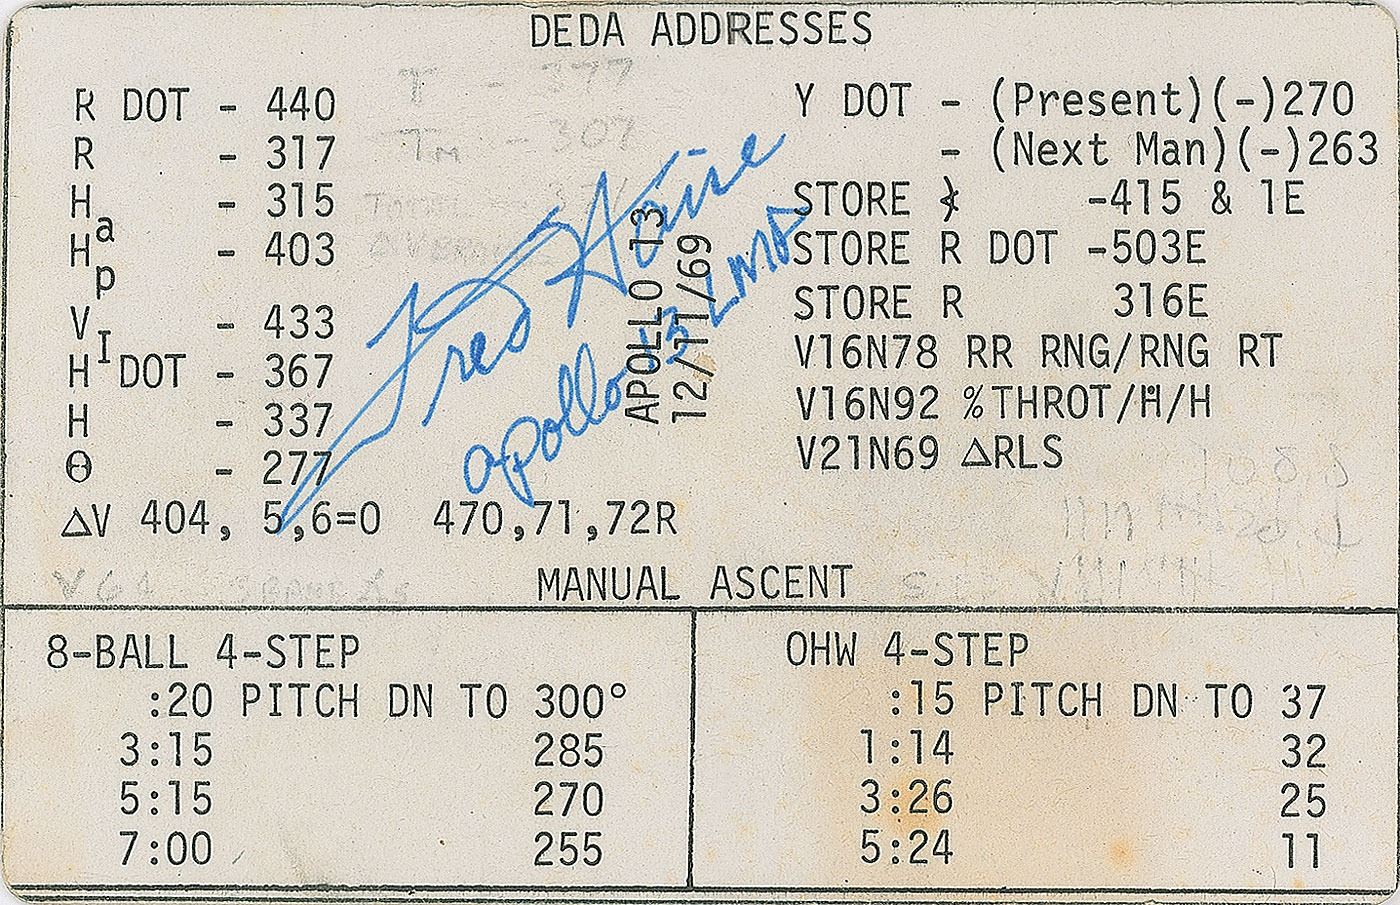 DEDA ADDRESSES
R DOT - 440
R - 317
Ha - 315
Hp - 403
VI - 433
H DOT - 367
H - 337
Θ - 277
ΔV 404, 5,6=0 470,71,72R
T - 377
TM - 307
Fred Haise
Apollo 13 LMP
APOLLO 13
12/11/69
Y DOT - (Present)(-)270
- (Next Man)(-)263
STORE ∡ -415 & 1E
STORE R DOT -503E
STORE R 316E
V16N78 RR RNG/RNG RT
V16N92 %THROT/Ḣ/H
V21N69 ΔRLS
MANUAL ASCENT
8-BALL 4-STEP
:20 PITCH DN TO 300°
3:15 285
5:15 270
7:00 255
OHW 4-STEP
:15 PITCH DN TO 37
1:14 32
3:26 25
5:24 11